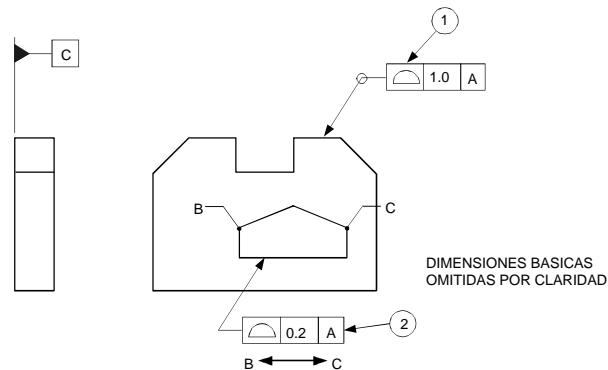 1
C
1.0 A
B
C
DIMENSIONES BASICAS
OMITIDAS POR CLARIDAD
0.2 A
2
B C